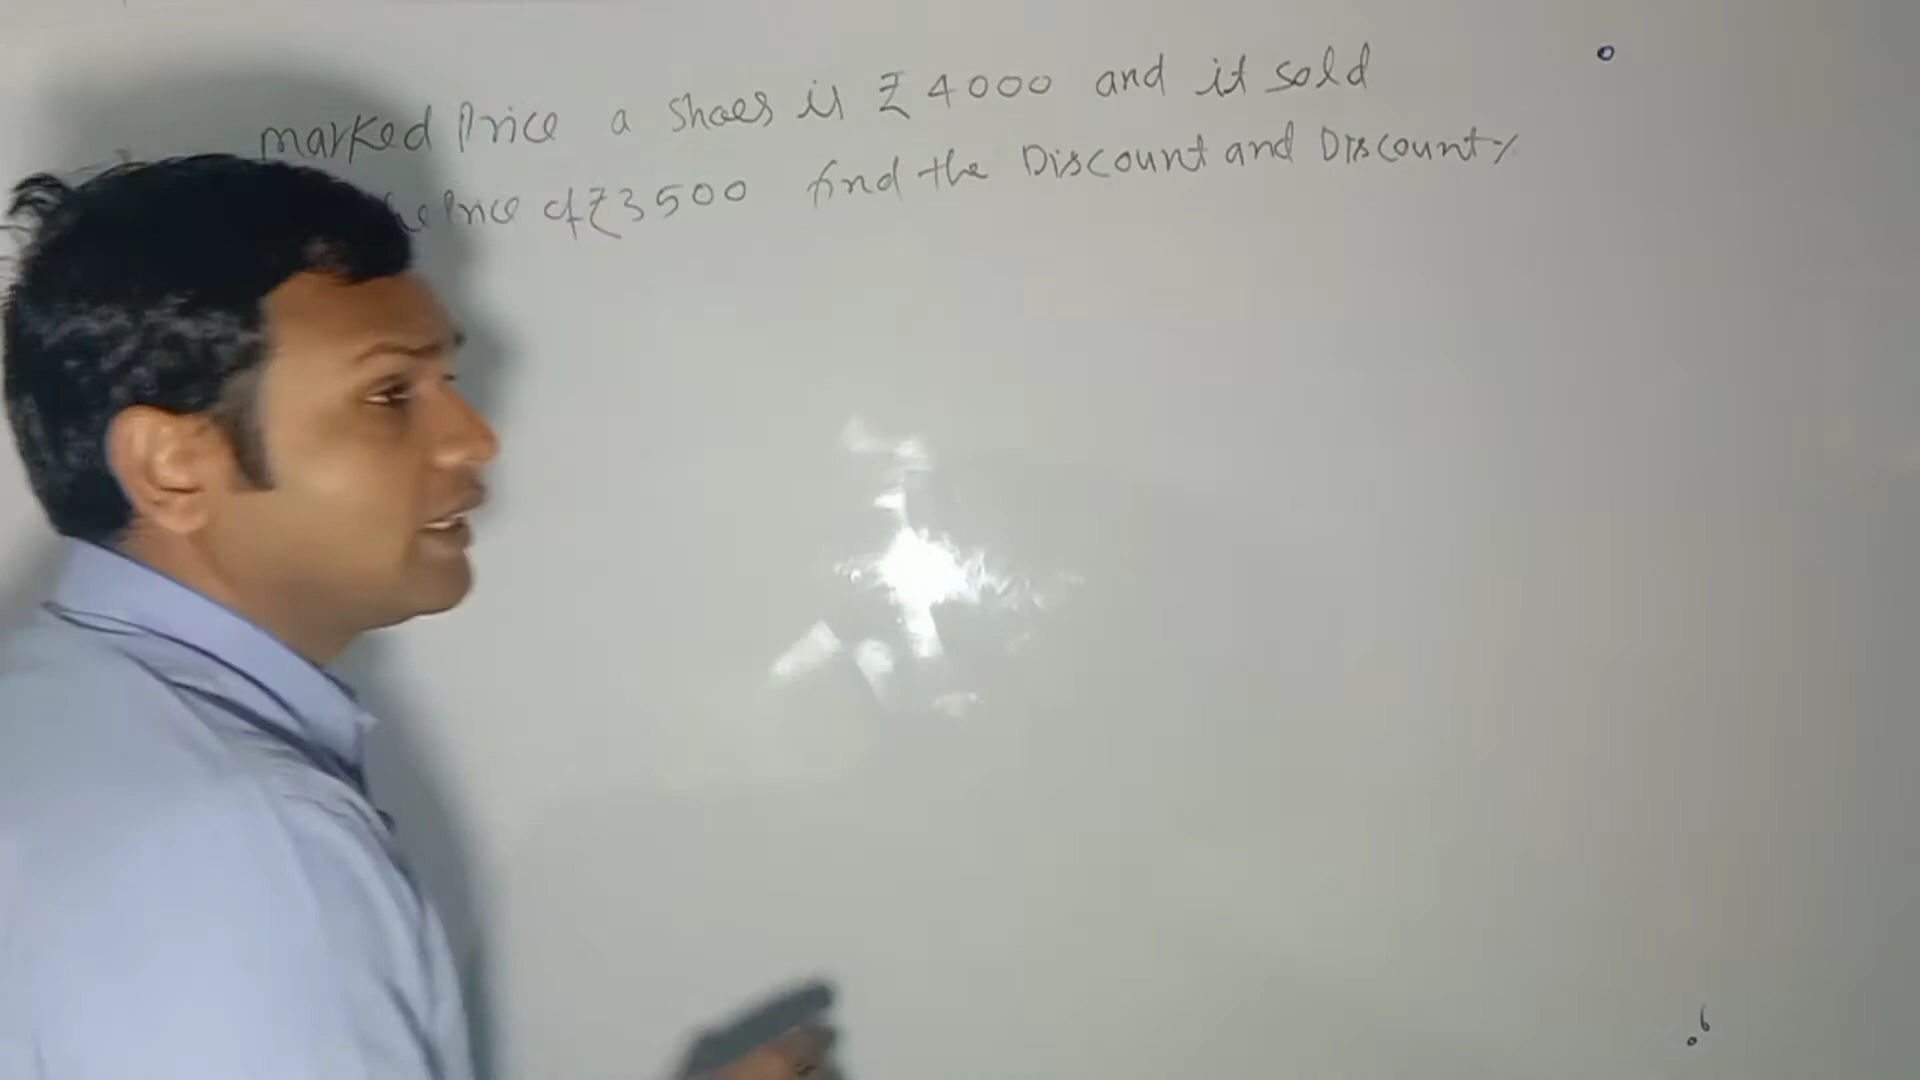 marked Price a Shoes is ₹4000 and it sold
Price of ₹3500 find the Discount and Discount%